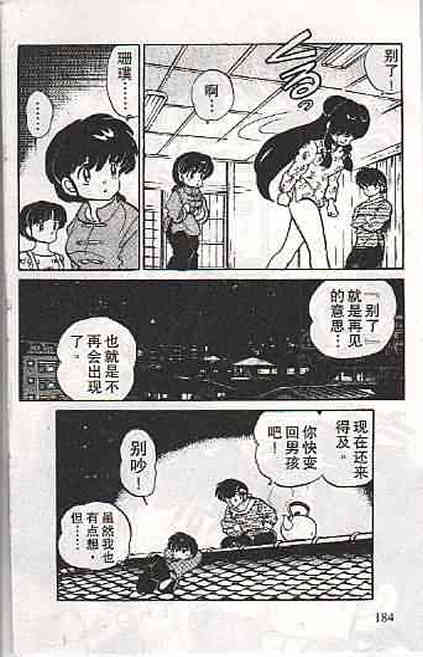 别了！
啊…
珊璞……
……
『别了』
就是再见
的意思…
也就是不
再会出现
了。
现在还来
得及。
你快变
回男孩
吧！
别吵！
虽然我也
有点想，
但……
184